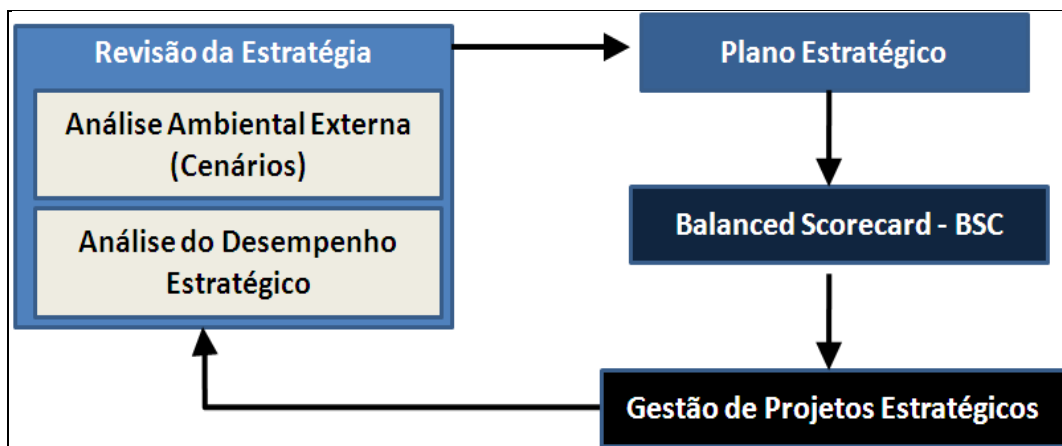 Revisão da Estratégia
Análise Ambiental Externa
(Cenários)
Análise do Desempenho
Estratégico
Plano Estratégico
Balanced Scorecard - BSC
Gestão de Projetos Estratégicos